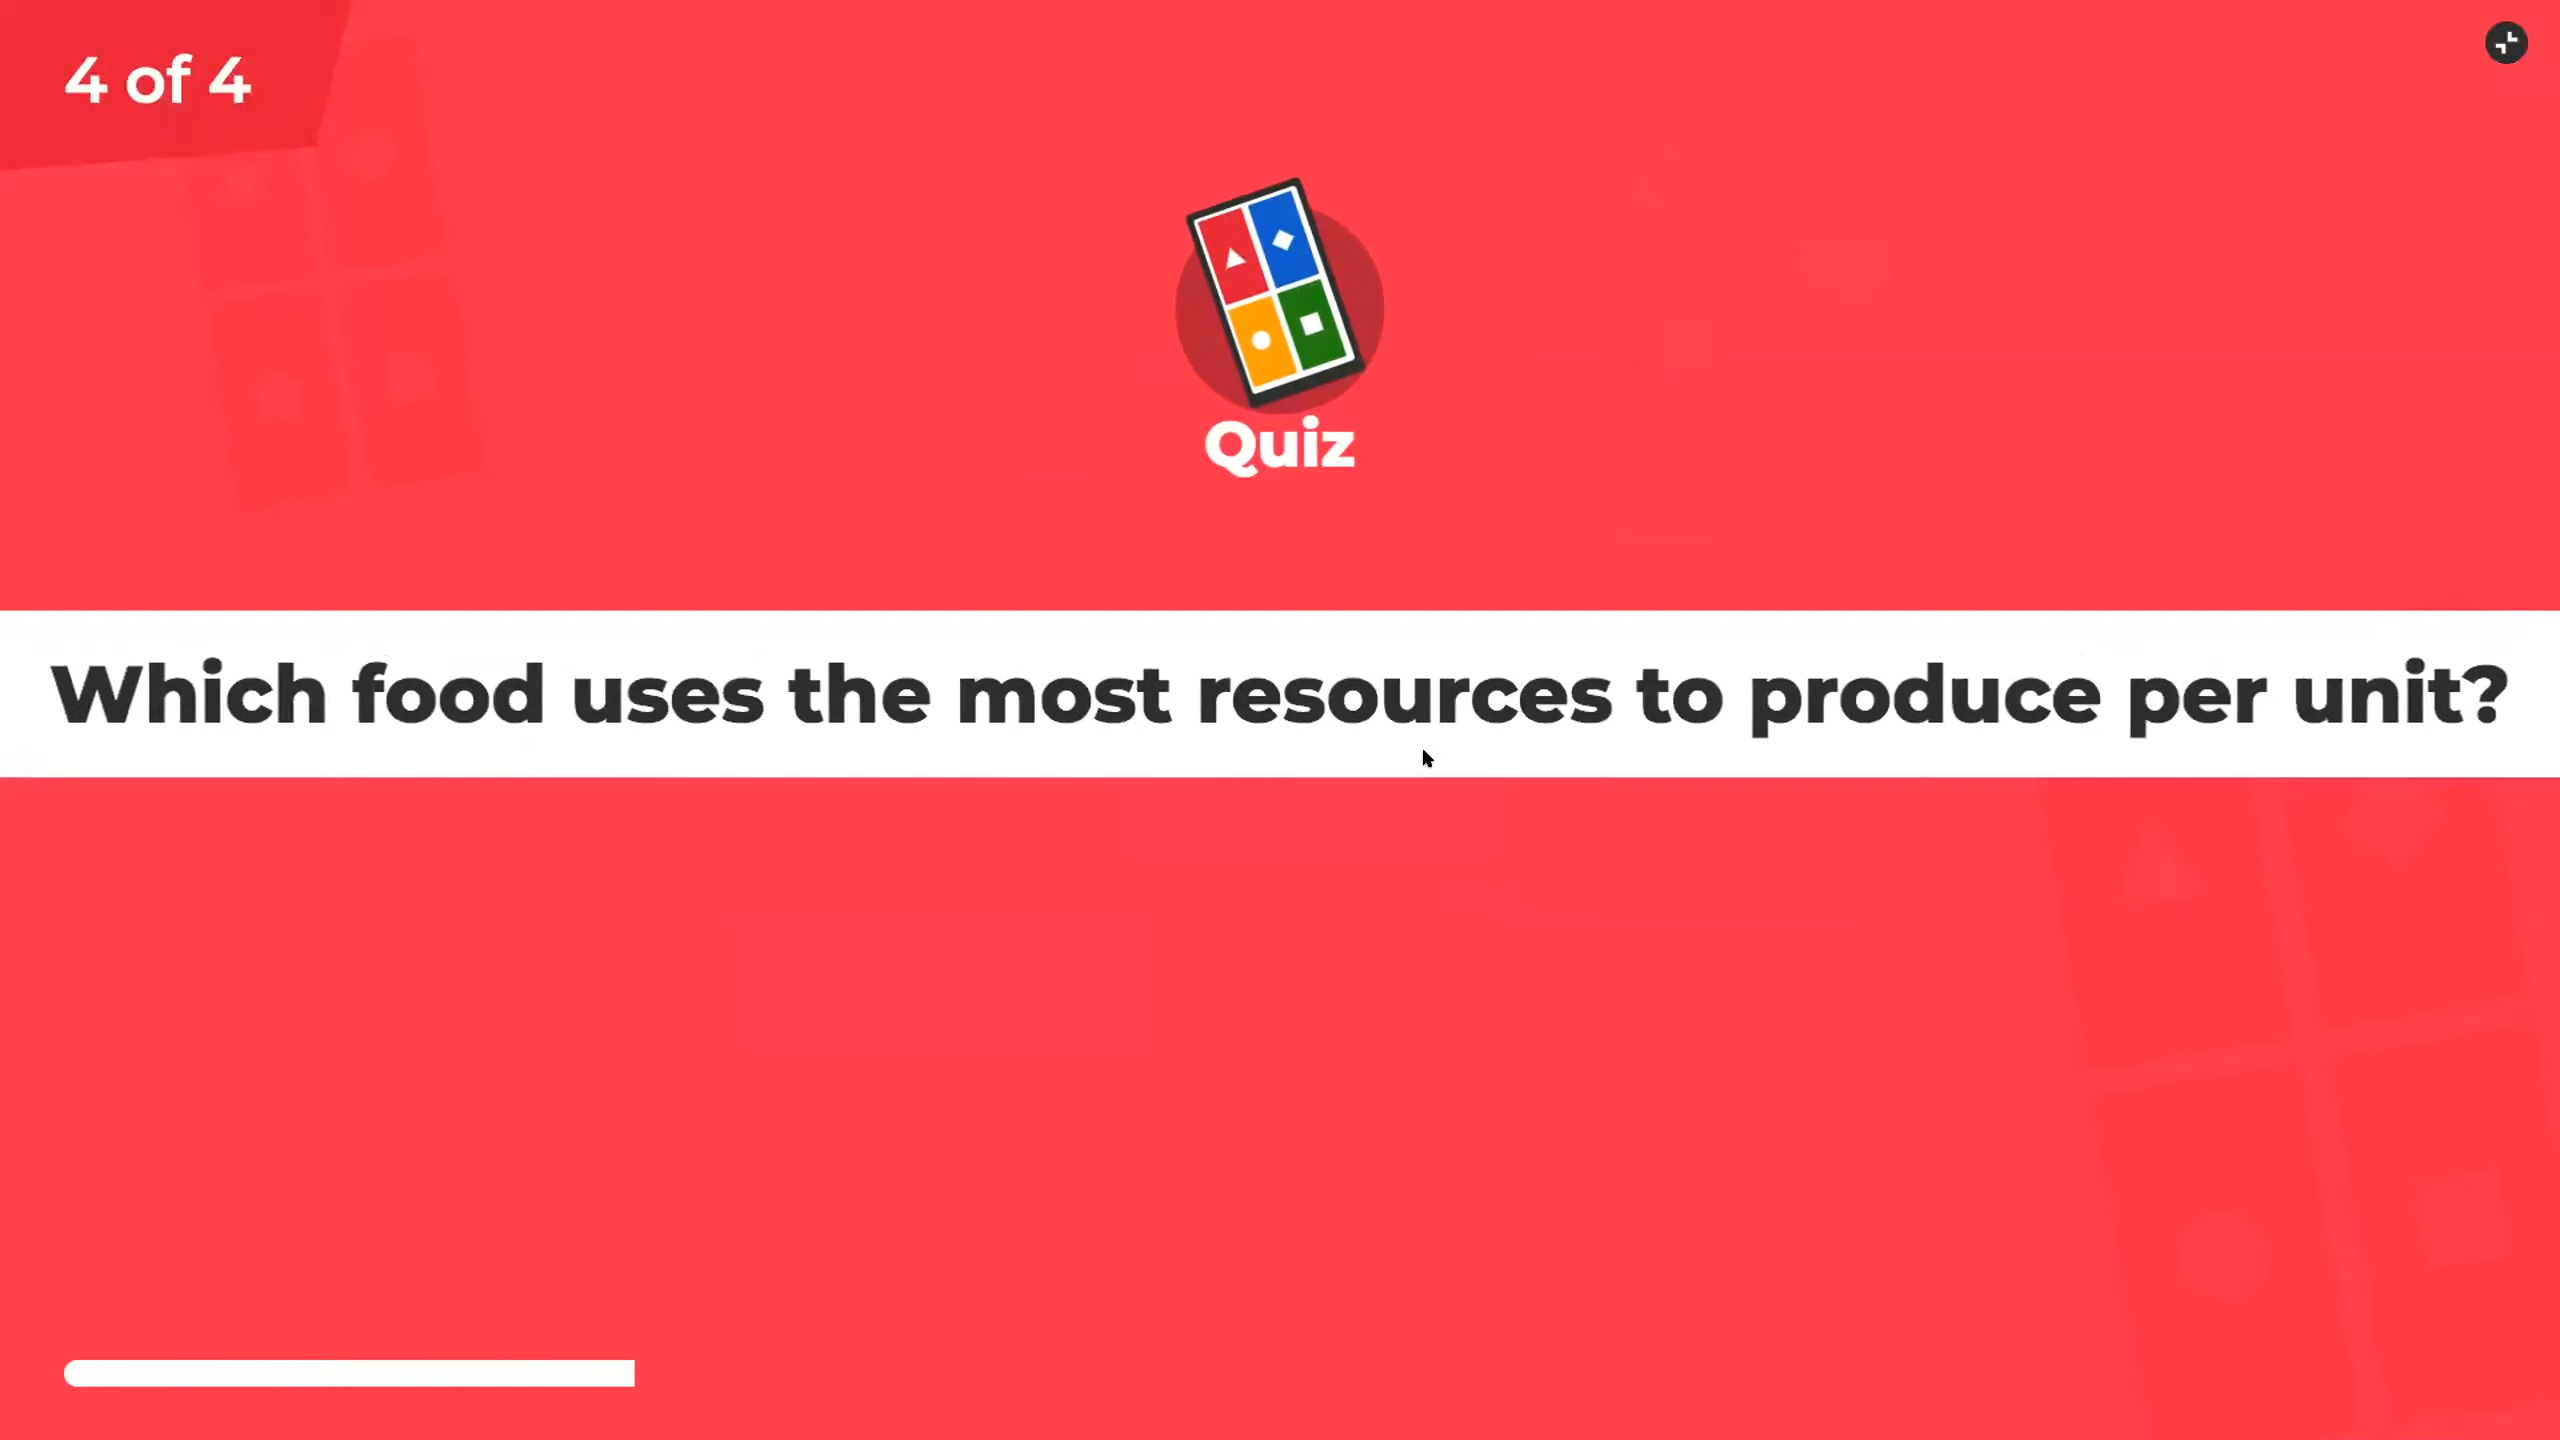 4 of 4
Quiz
Which food uses the most resources to produce per unit?